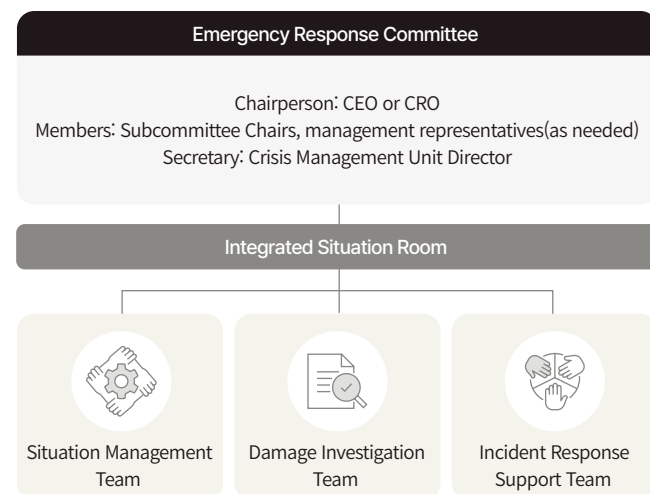 Emergency Response Committee
Chairperson: CEO or CRO
Members: Subcommittee Chairs, management representatives(as needed)
Secretary: Crisis Management Unit Director
Integrated Situation Room
Situation Management
Team
Damage Investigation
Team
Incident Response
Support Team